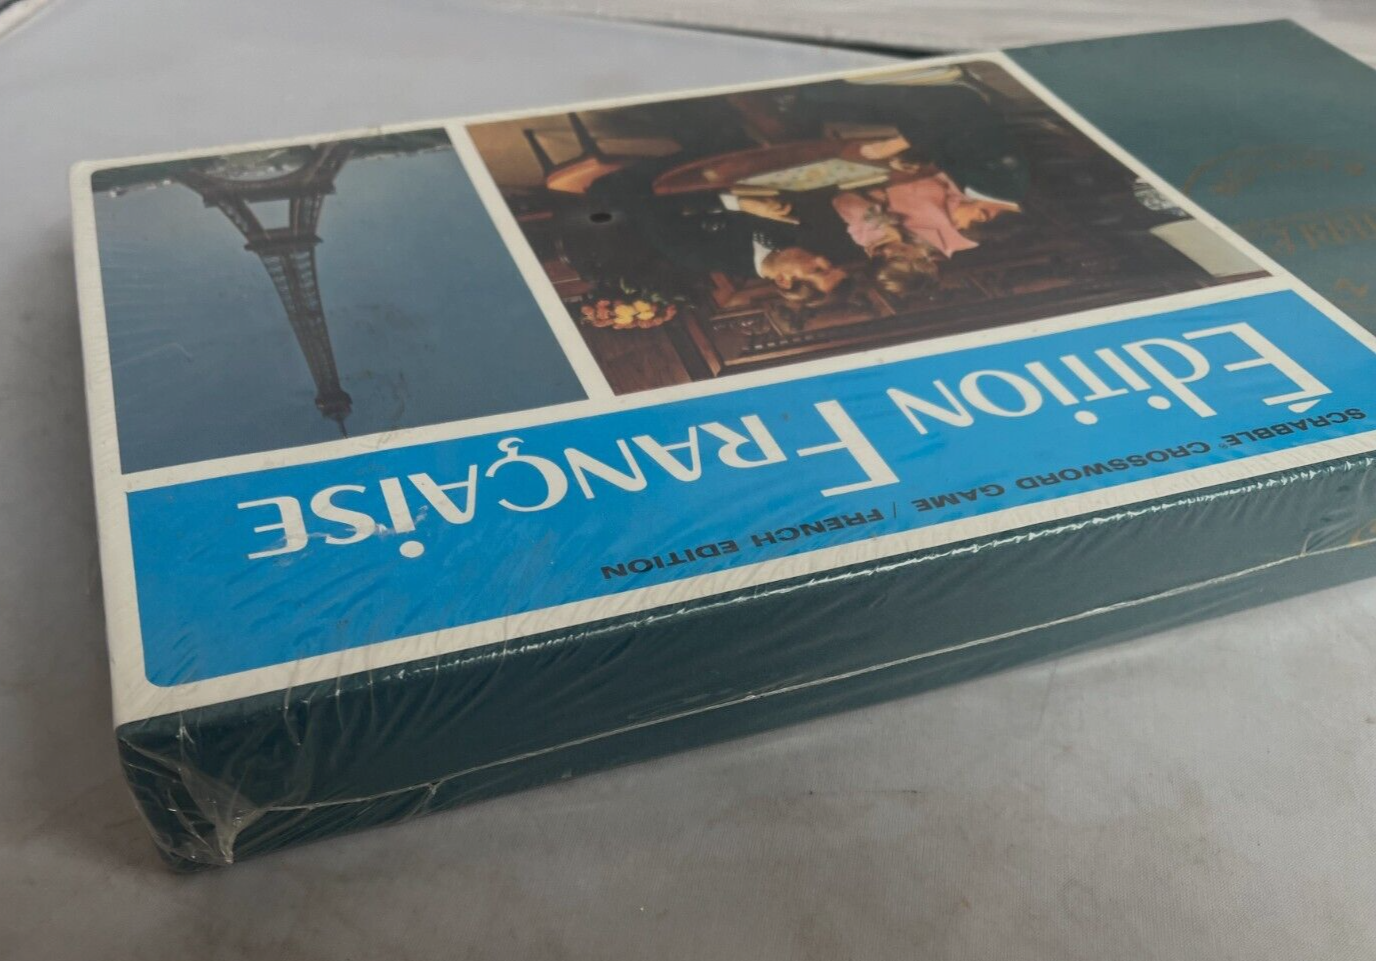 ÉDITION FRANÇAISE
SCRABBLE® CROSSWORD GAME / FRENCH EDITION